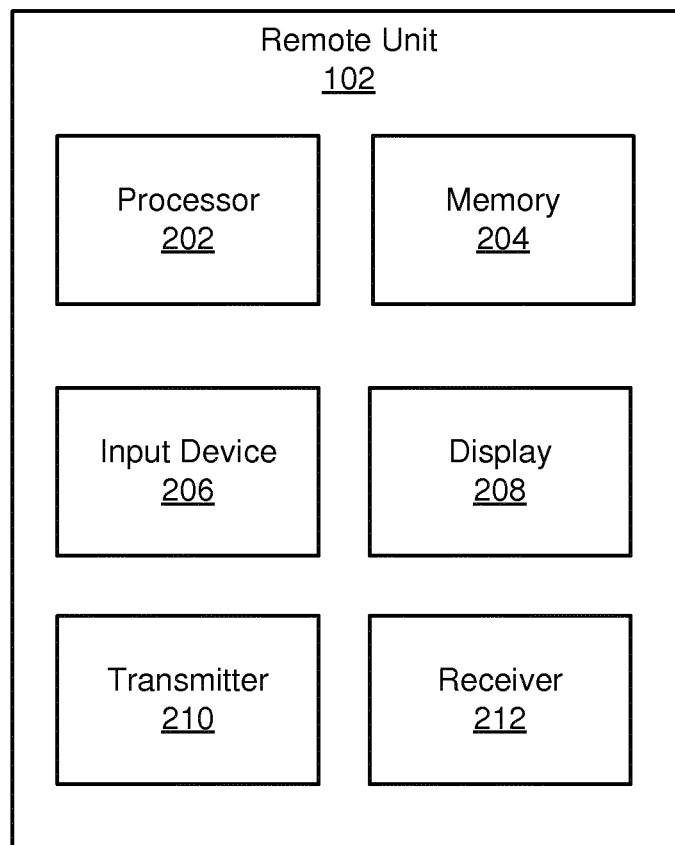 Remote Unit
102
Processor
202
Memory
204
Input Device
206
Display
208
Transmitter
210
Receiver
212